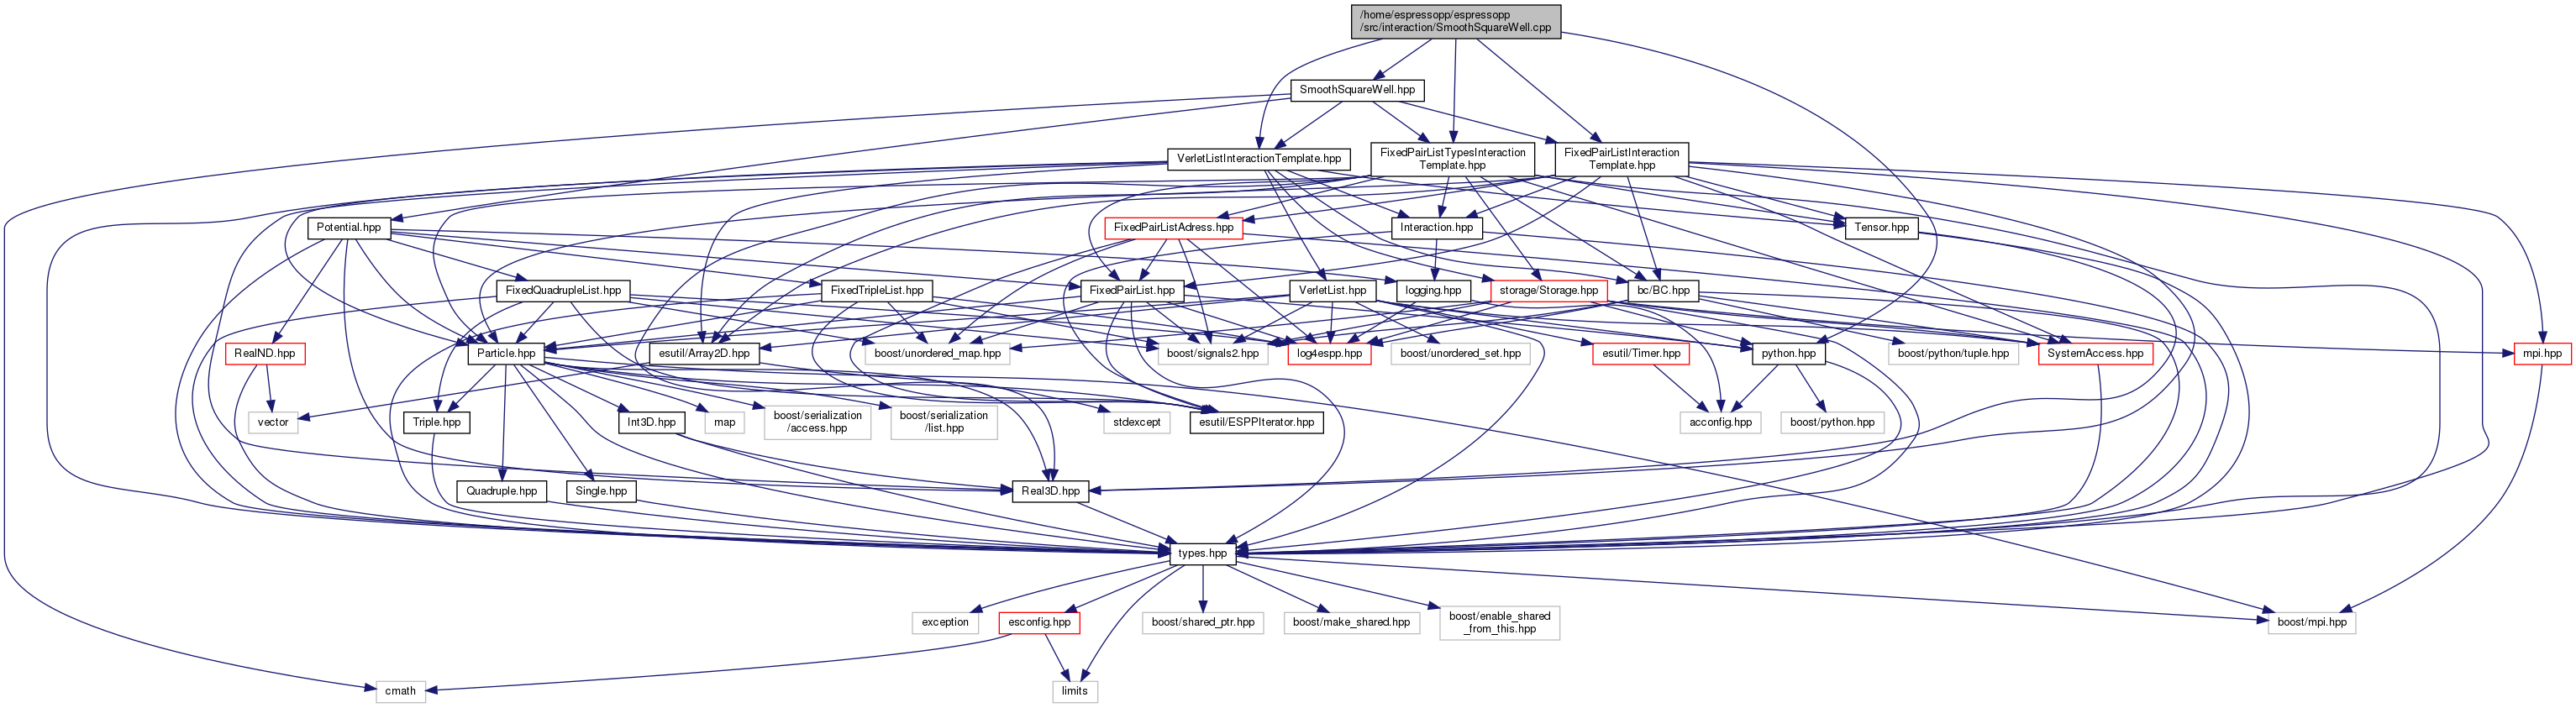 /home/espressopp/espressopp
/src/interaction/SmoothSquareWell.cpp
SmoothSquareWell.hpp
VerletListInteractionTemplate.hpp
FixedPairListTypesInteraction
Template.hpp
FixedPairListInteraction
Template.hpp
Potential.hpp
FixedPairListAdress.hpp
Interaction.hpp
Tensor.hpp
FixedQuadrupleList.hpp
FixedTripleList.hpp
FixedPairList.hpp
VerletList.hpp
logging.hpp
storage/Storage.hpp
bc/BC.hpp
RealND.hpp
Particle.hpp
esutil/Array2D.hpp
boost/unordered_map.hpp
boost/signals2.hpp
log4espp.hpp
boost/unordered_set.hpp
esutil/Timer.hpp
python.hpp
boost/python/tuple.hpp
SystemAccess.hpp
mpi.hpp
vector
Triple.hpp
Int3D.hpp
map
boost/serialization
/access.hpp
boost/serialization
/list.hpp
stdexcept
esutil/ESPPIterator.hpp
acconfig.hpp
boost/python.hpp
Quadruple.hpp
Single.hpp
Real3D.hpp
types.hpp
exception
esconfig.hpp
boost/shared_ptr.hpp
boost/make_shared.hpp
boost/enable_shared
_from_this.hpp
boost/mpi.hpp
cmath
limits